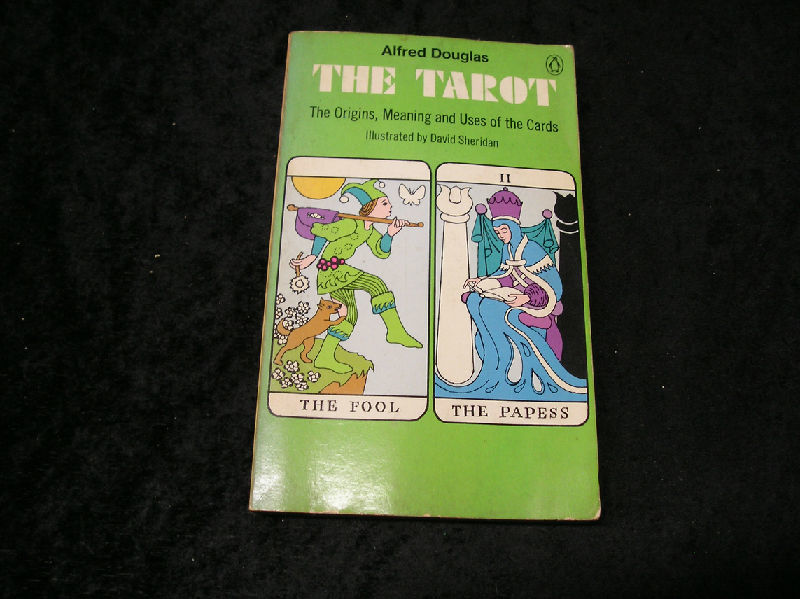 Alfred Douglas
THE TAROT
The Origins, Meaning and Uses of the Cards
Illustrated by David Sheridan
II
THE FOOL
THE PAPESS